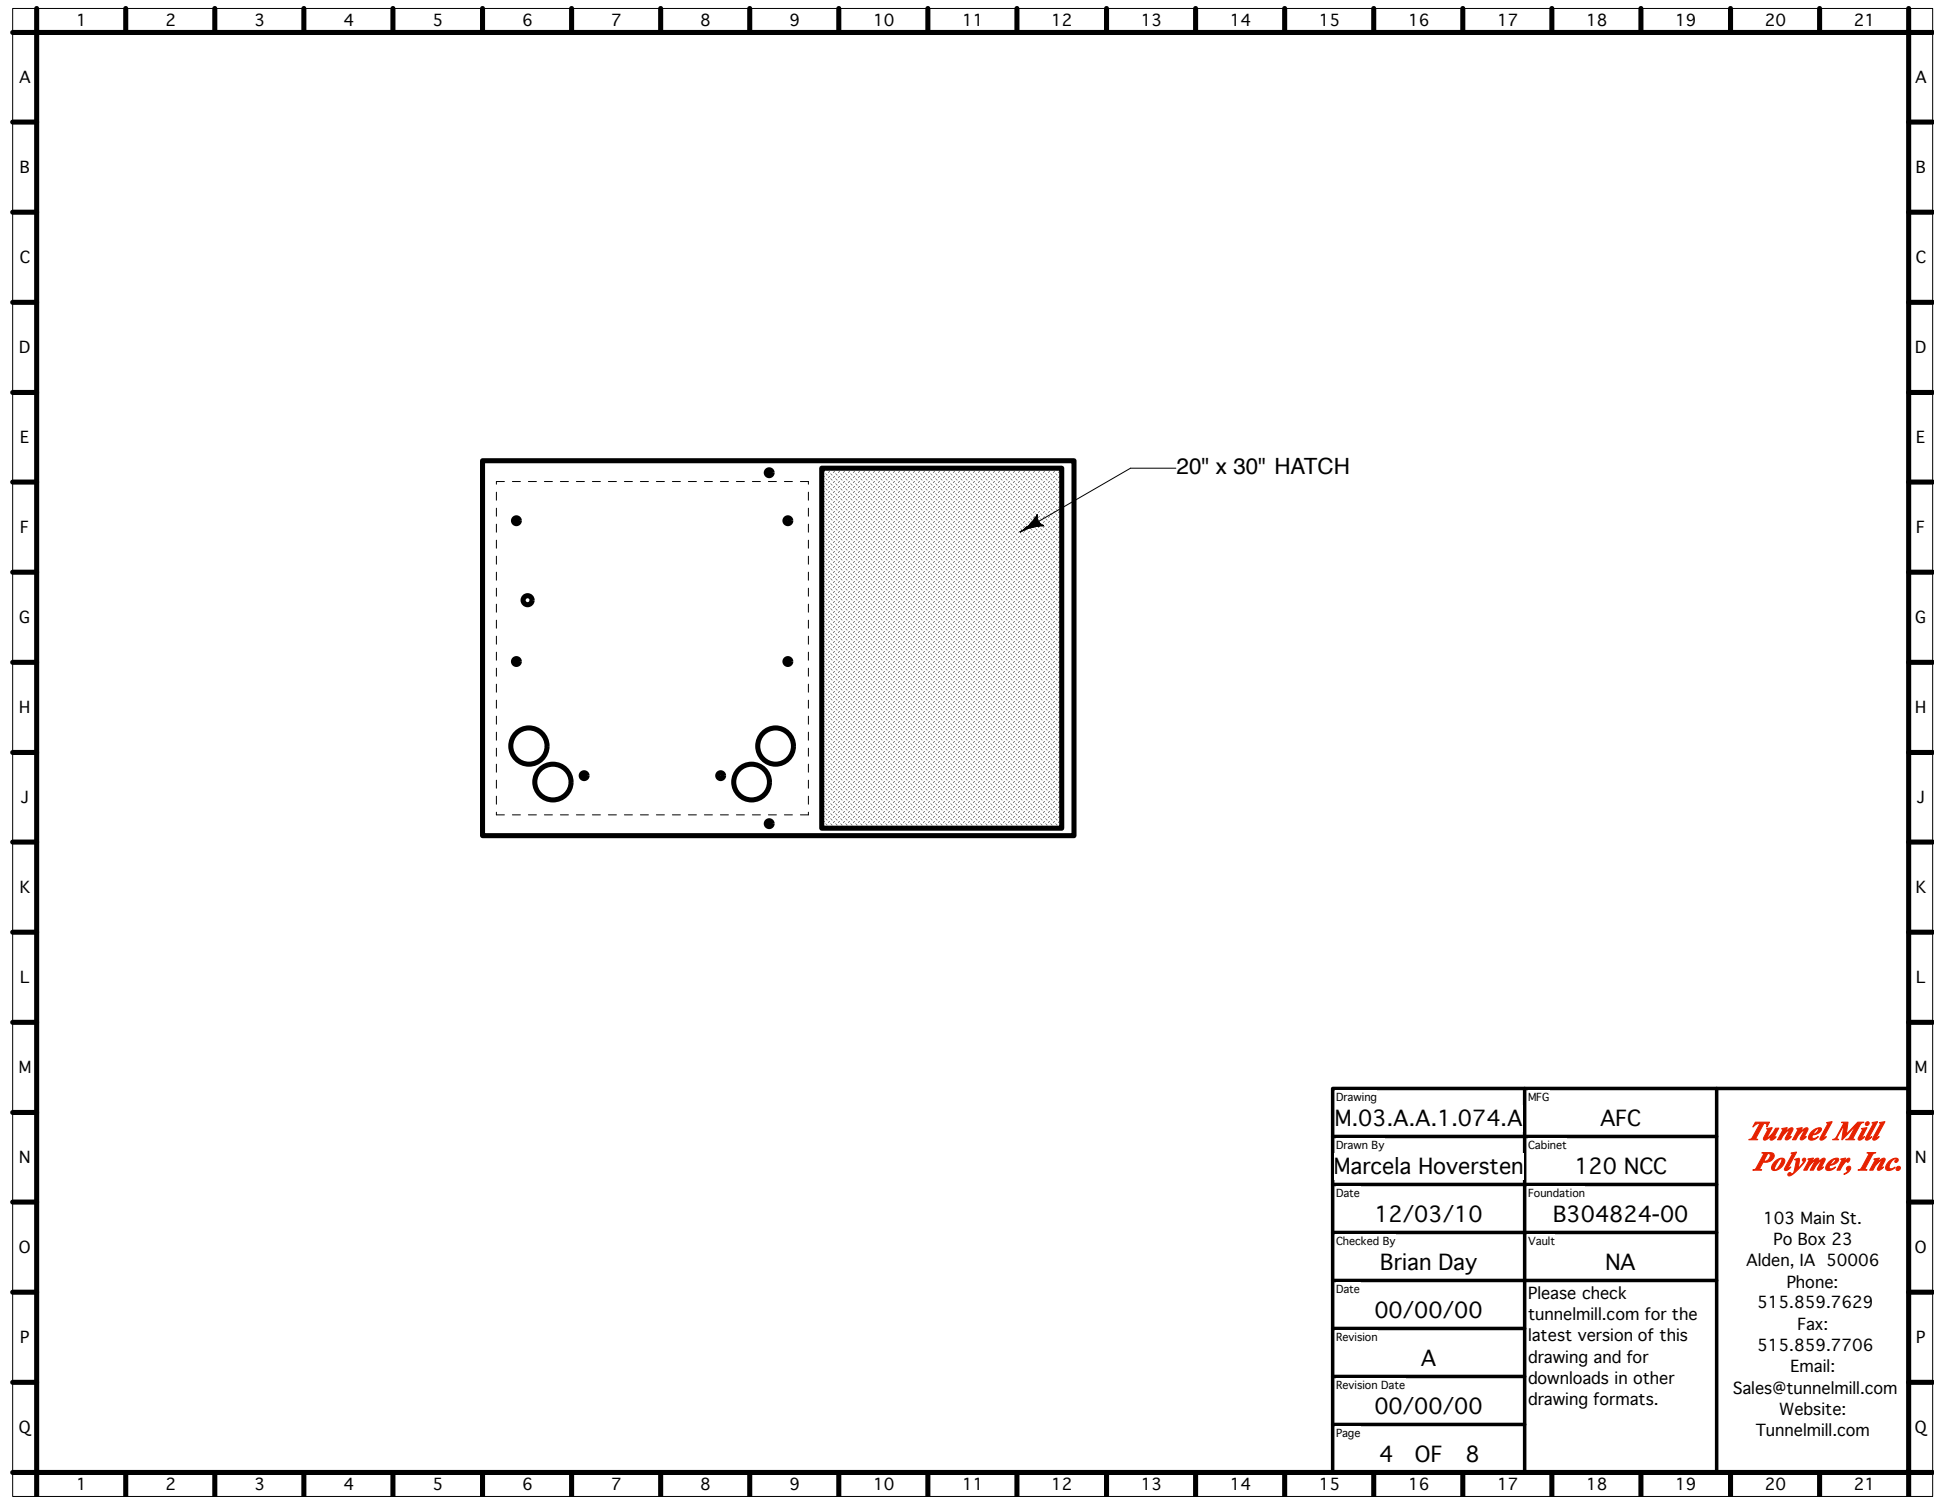 1 2 3 4 5 6 7 8 9 10 11 12 13 14 15 16 17 18 19 20 21
A A
B B
C C
D D
E E
20" x 30" HATCH
F F
G G
H H
J J
K K
L L
M M
N N
O O
P P
Q Q
Drawing
M.03.A.A.1.074.A
MFG
AFC
Drawn By
Marcela Hoversten
Cabinet
120 NCC
Date
12/03/10
Foundation
B304824-00
Checked By
Brian Day
Vault
NA
Date
00/00/00
Revision
A
Revision Date
00/00/00
Page
4 OF 8
Please check
tunnelmill.com for the
latest version of this
drawing and for
downloads in other
drawing formats.
Tunnel Mill
Polymer, Inc.
103 Main St.
Po Box 23
Alden, IA 50006
Phone:
515.859.7629
Fax:
515.859.7706
Email:
Sales@tunnelmill.com
Website:
Tunnelmill.com
1 2 3 4 5 6 7 8 9 10 11 12 13 14 15 16 17 18 19 20 21